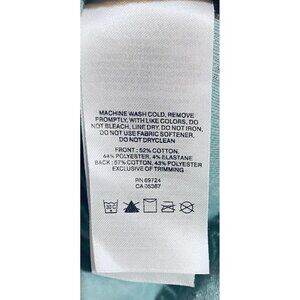 MACHINE WASH COLD, REMOVE
PROMPTLY, WITH LIKE COLORS, DO
NOT BLEACH, LINE DRY. DO NOT IRON,
DO NOT USE FABRIC SOFTENER.
DO NOT DRYCLEAN
FRONT : 52% COTTON,
44% POLYESTER, 4% ELASTANE
BACK : 57% COTTON, 43% POLYESTER
EXCLUSIVE OF TRIMMING
RN 69724
CA 05387